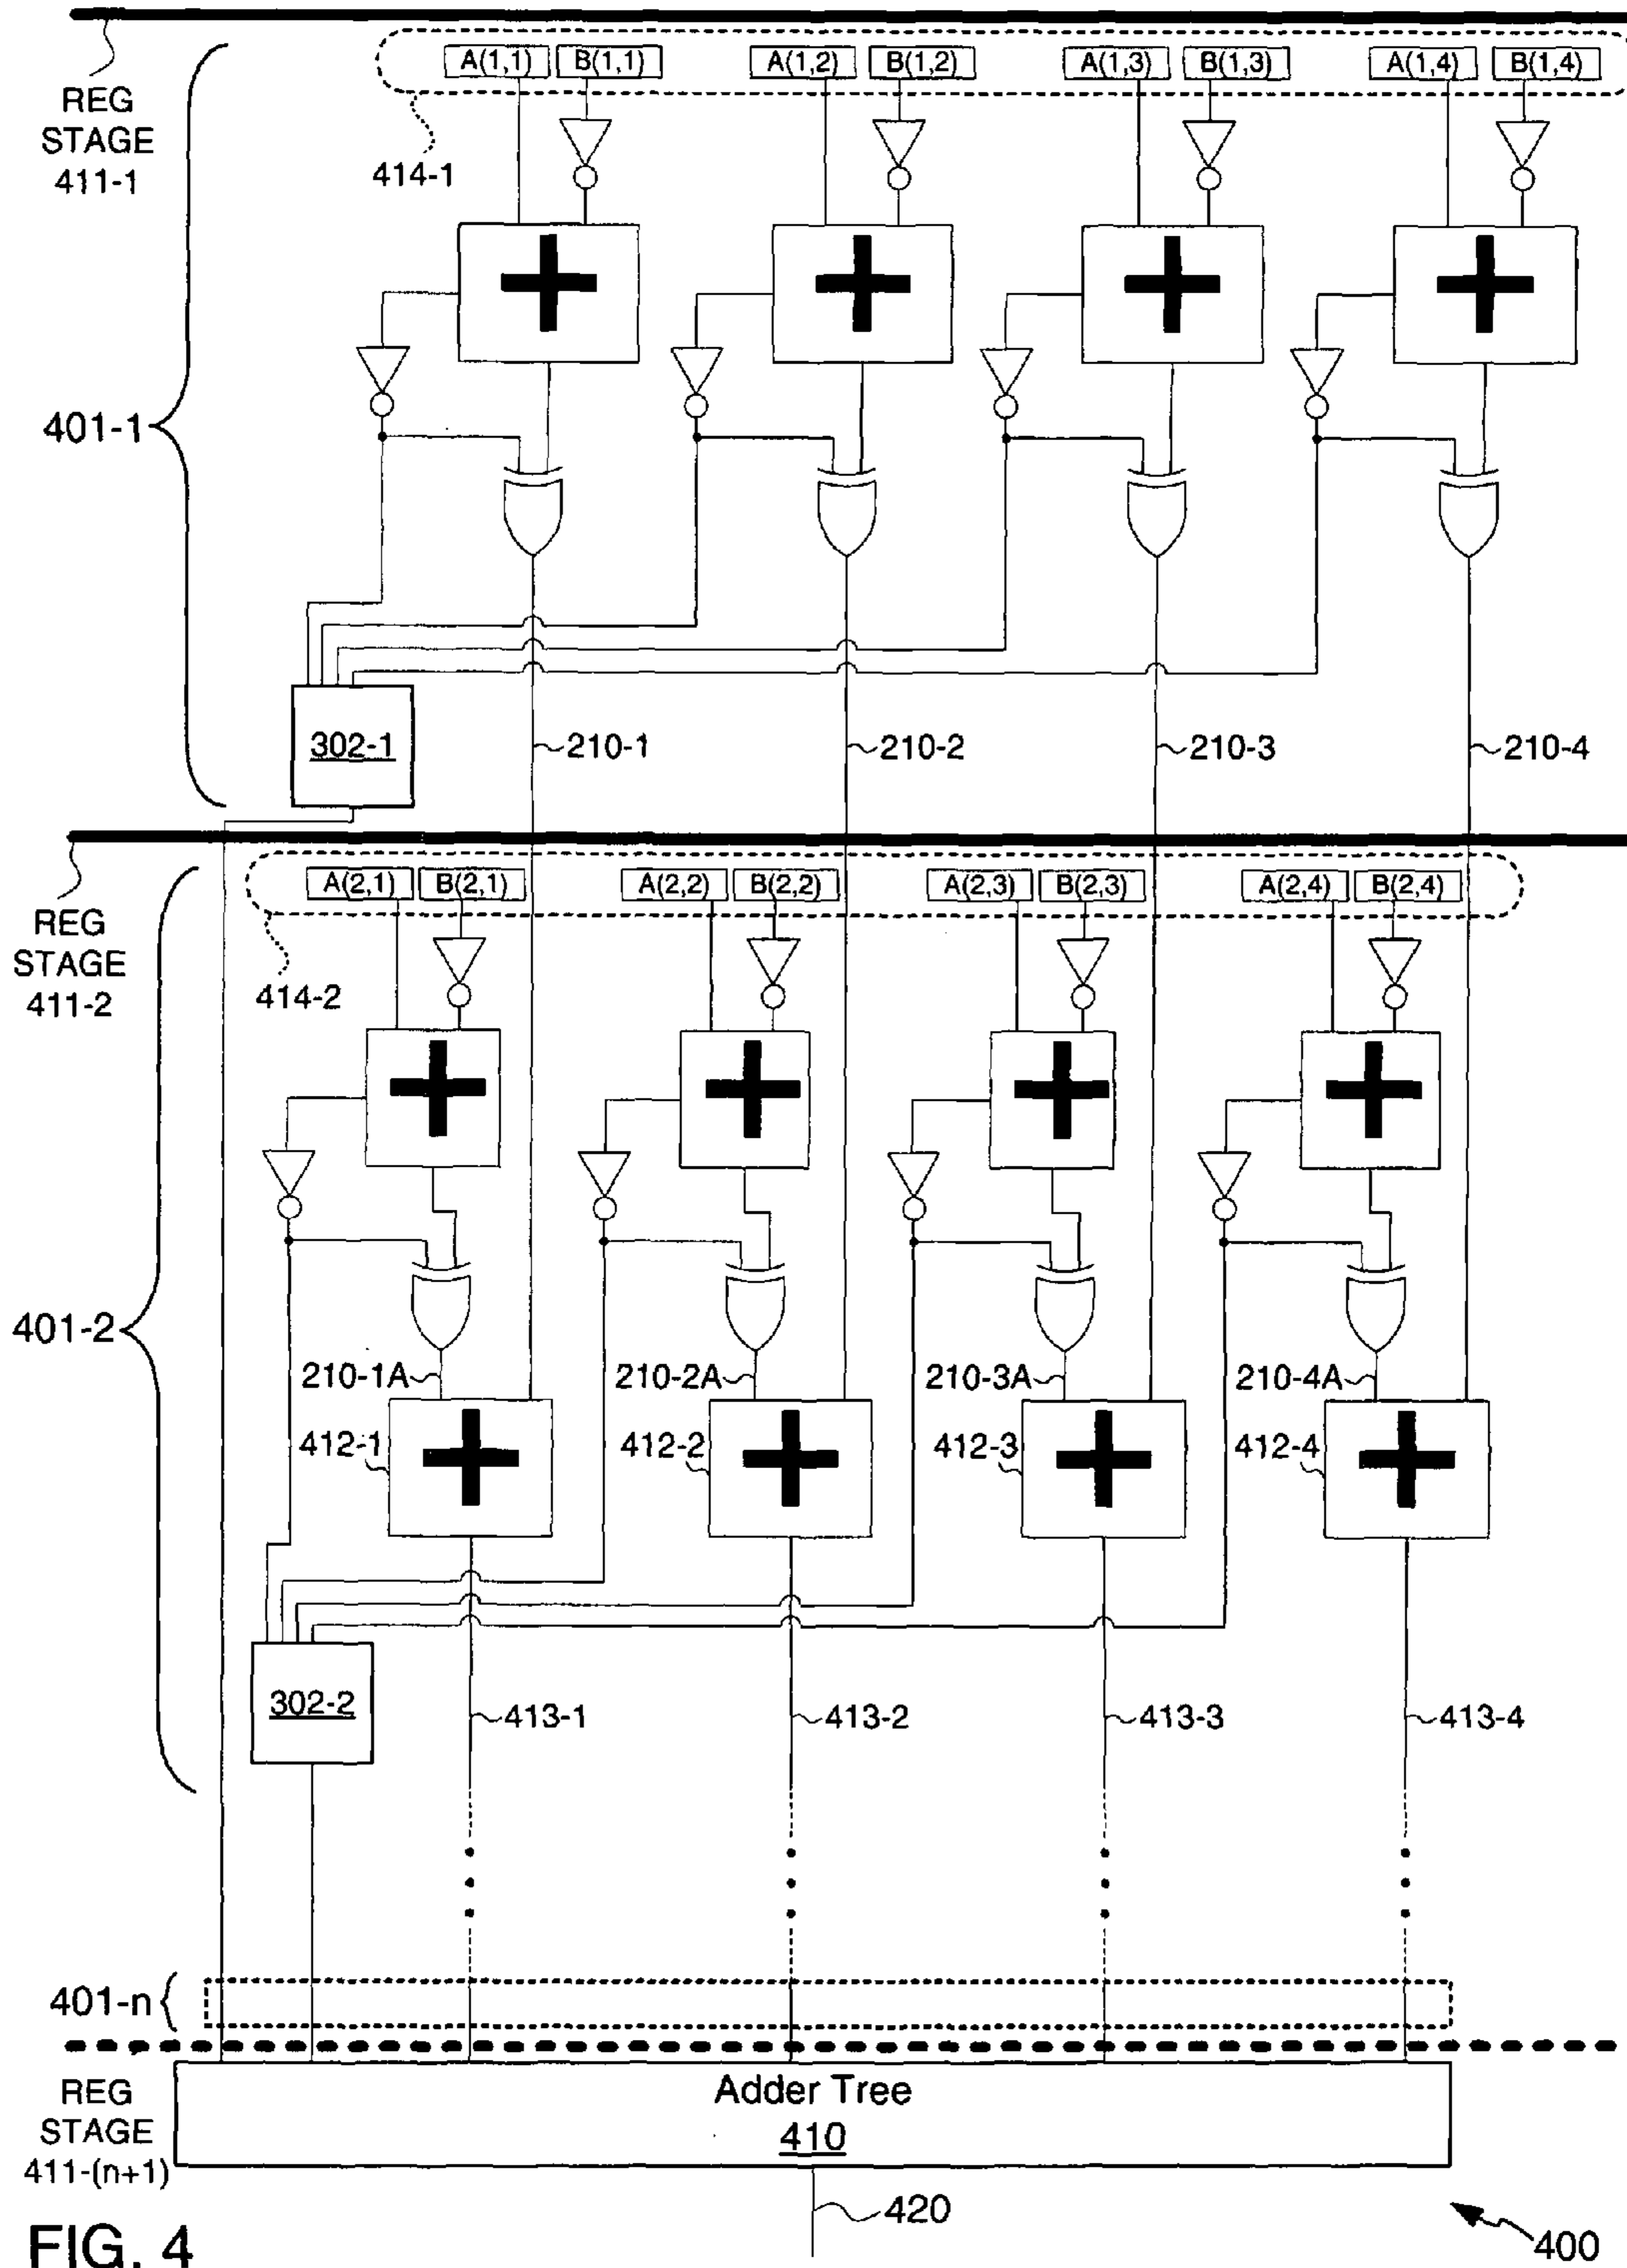 A(1,1) B(1,1) A(1,2) B(1,2) A(1,3) B(1,3) A(1,4) B(1,4)
REG
STAGE
411-1
414-1
401-1
302-1
210-1 210-2 210-3 210-4
A(2,1) B(2,1) A(2,2) B(2,2) A(2,3) B(2,3) A(2,4) B(2,4)
REG
STAGE
411-2
414-2
401-2
210-1A 210-2A 210-3A 210-4A
412-1 412-2 412-3 412-4
302-2
413-1 413-2 413-3 413-4
401-n
REG
STAGE
411-(n+1)
Adder Tree
410
420
400
FIG. 4